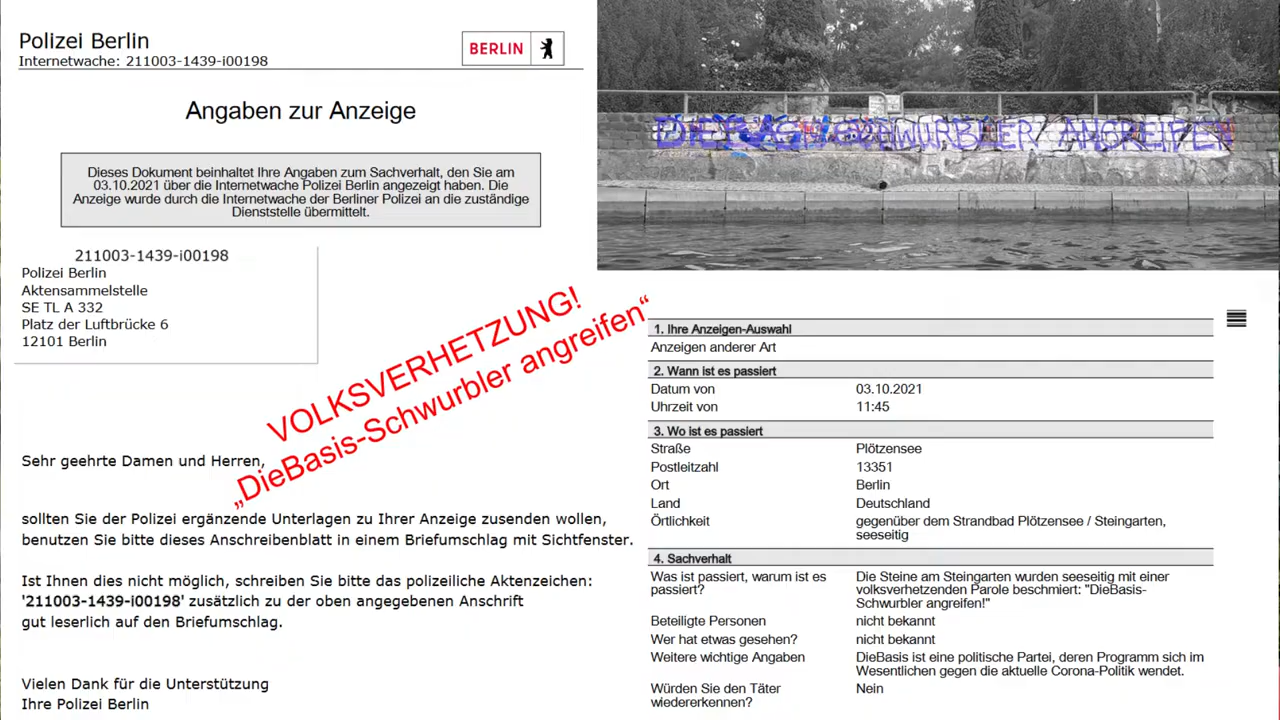 Polizei Berlin
Internetwache: 211003-1439-i00198
BERLIN
Angaben zur Anzeige
Dieses Dokument beinhaltet Ihre Angaben zum Sachverhalt, den Sie am
03.10.2021 über die Internetwache Polizei Berlin angezeigt haben. Die
Anzeige wurde durch die Internetwache der Berliner Polizei an die zuständige
Dienststelle übermittelt.
211003-1439-i00198
Polizei Berlin
Aktensammelstelle
SE TL A 332
Platz der Luftbrücke 6
12101 Berlin
VOLKSVERHETZUNG!
„DieBasis-Schwurbler angreifen“
Sehr geehrte Damen und Herren,
sollten Sie der Polizei ergänzende Unterlagen zu Ihrer Anzeige zusenden wollen,
benutzen Sie bitte dieses Anschreibenblatt in einem Briefumschlag mit Sichtfenster.
Ist Ihnen dies nicht möglich, schreiben Sie bitte das polizeiliche Aktenzeichen:
'211003-1439-i00198' zusätzlich zu der oben angegebenen Anschrift
gut leserlich auf den Briefumschlag.
Vielen Dank für die Unterstützung
Ihre Polizei Berlin
DIEBASISSCHWURBLER ANGREIFEN
1. Ihre Anzeigen-Auswahl
Anzeigen anderer Art
2. Wann ist es passiert
Datum von 03.10.2021
Uhrzeit von 11:45
3. Wo ist es passiert
Straße Plötzensee
Postleitzahl 13351
Ort Berlin
Land Deutschland
Örtlichkeit gegenüber dem Strandbad Plötzensee / Steingarten,
seeseitig
4. Sachverhalt
Was ist passiert, warum ist es Die Steine am Steingarten wurden seeseitig mit einer
passiert? volksverhetzenden Parole beschmiert: "DieBasis-
Schwurbler angreifen!"
Beteiligte Personen nicht bekannt
Wer hat etwas gesehen? nicht bekannt
Weitere wichtige Angaben DieBasis ist eine politische Partei, deren Programm sich im
Wesentlichen gegen die aktuelle Corona-Politik wendet.
Würden Sie den Täter Nein
wiedererkennen?